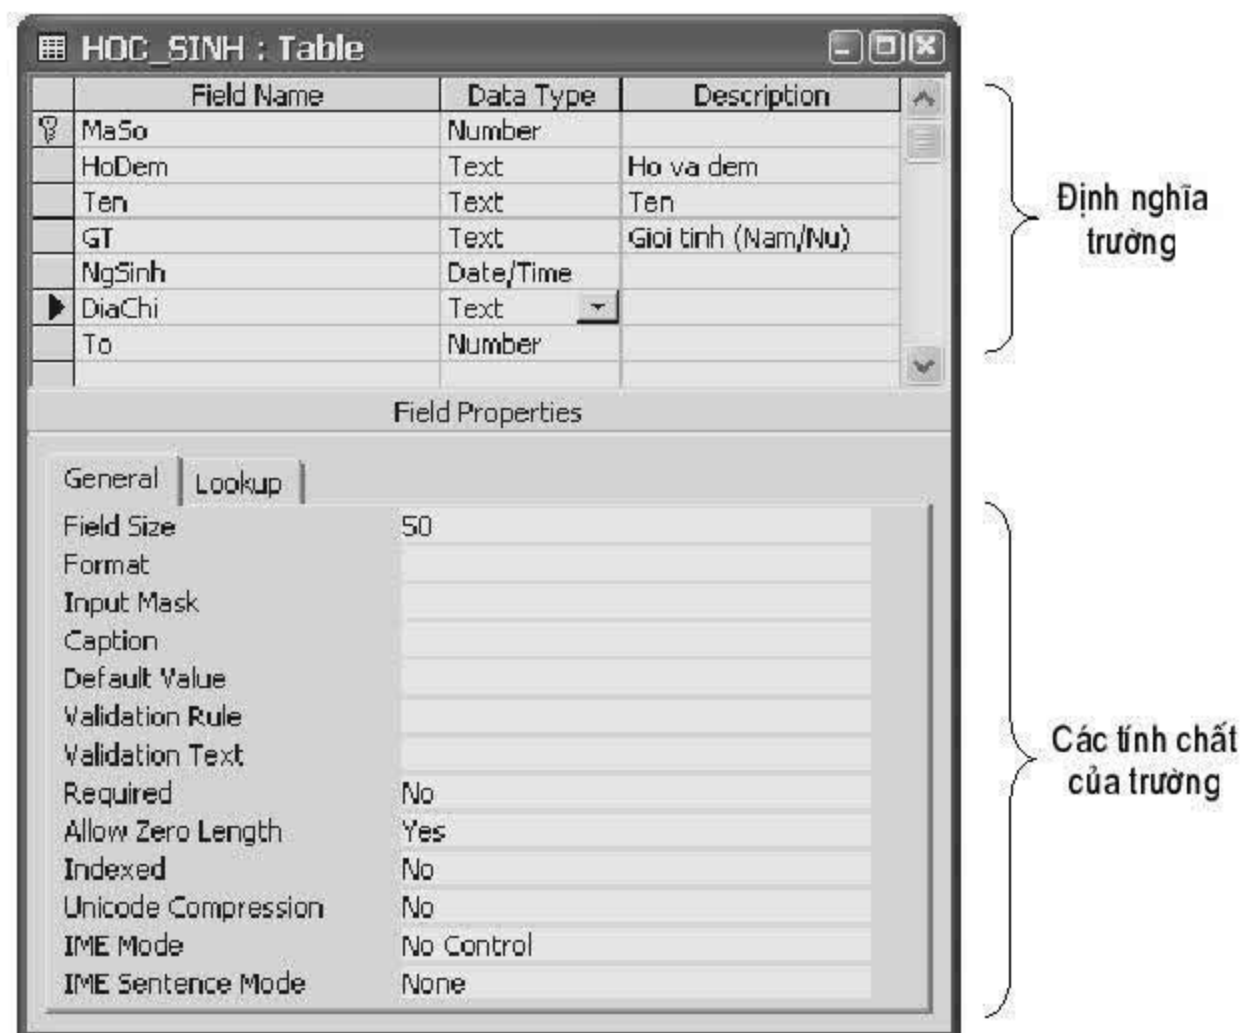 HOC_SINH : Table
Field Name Data Type Description
MaSo Number
HoDem Text Ho va dem
Ten Text Ten
GT Text Gioi tinh (Nam/Nu)
NgSinh Date/Time
DiaChi Text
To Number
Định nghĩa
trường
Field Properties
General Lookup
Field Size 50
Format
Input Mask
Caption
Default Value
Validation Rule
Validation Text
Required No
Allow Zero Length Yes
Indexed No
Unicode Compression No
IME Mode No Control
IME Sentence Mode None
Các tính chất
của trường